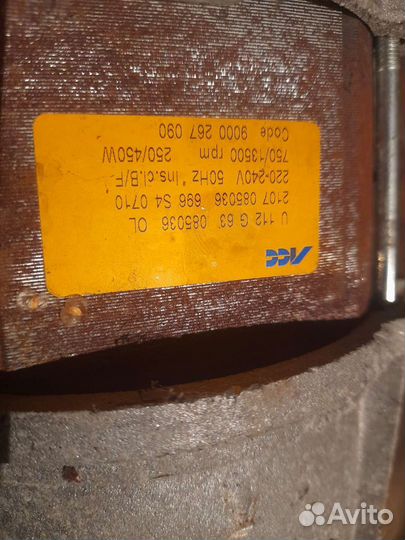 ACC
U 112 G 63 085036 OL
2107 085036 696 S4 0710
220-240V 50Hz Ins.cl.B/F
750/13500 rpm 250/450W
Code 9000 267 090
Avito